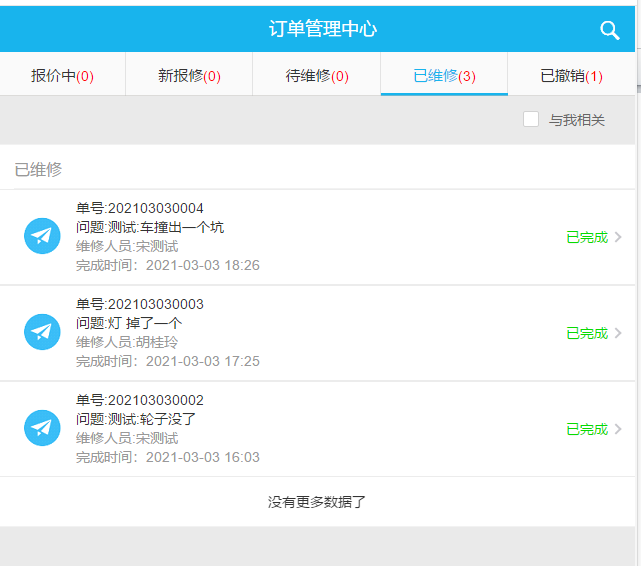 订单管理中心
报价中(0) 新报修(0) 待维修(0) 已维修(3) 已撤销(1)
与我相关
已维修
单号:202103030004
问题:测试:车撞出一个坑
维修人员:宋测试
已完成
完成时间：2021-03-03 18:26
单号:202103030003
问题:灯 掉了一个
维修人员:胡桂玲
已完成
完成时间：2021-03-03 17:25
单号:202103030002
问题:测试:轮子没了
维修人员:宋测试
已完成
完成时间：2021-03-03 16:03
没有更多数据了